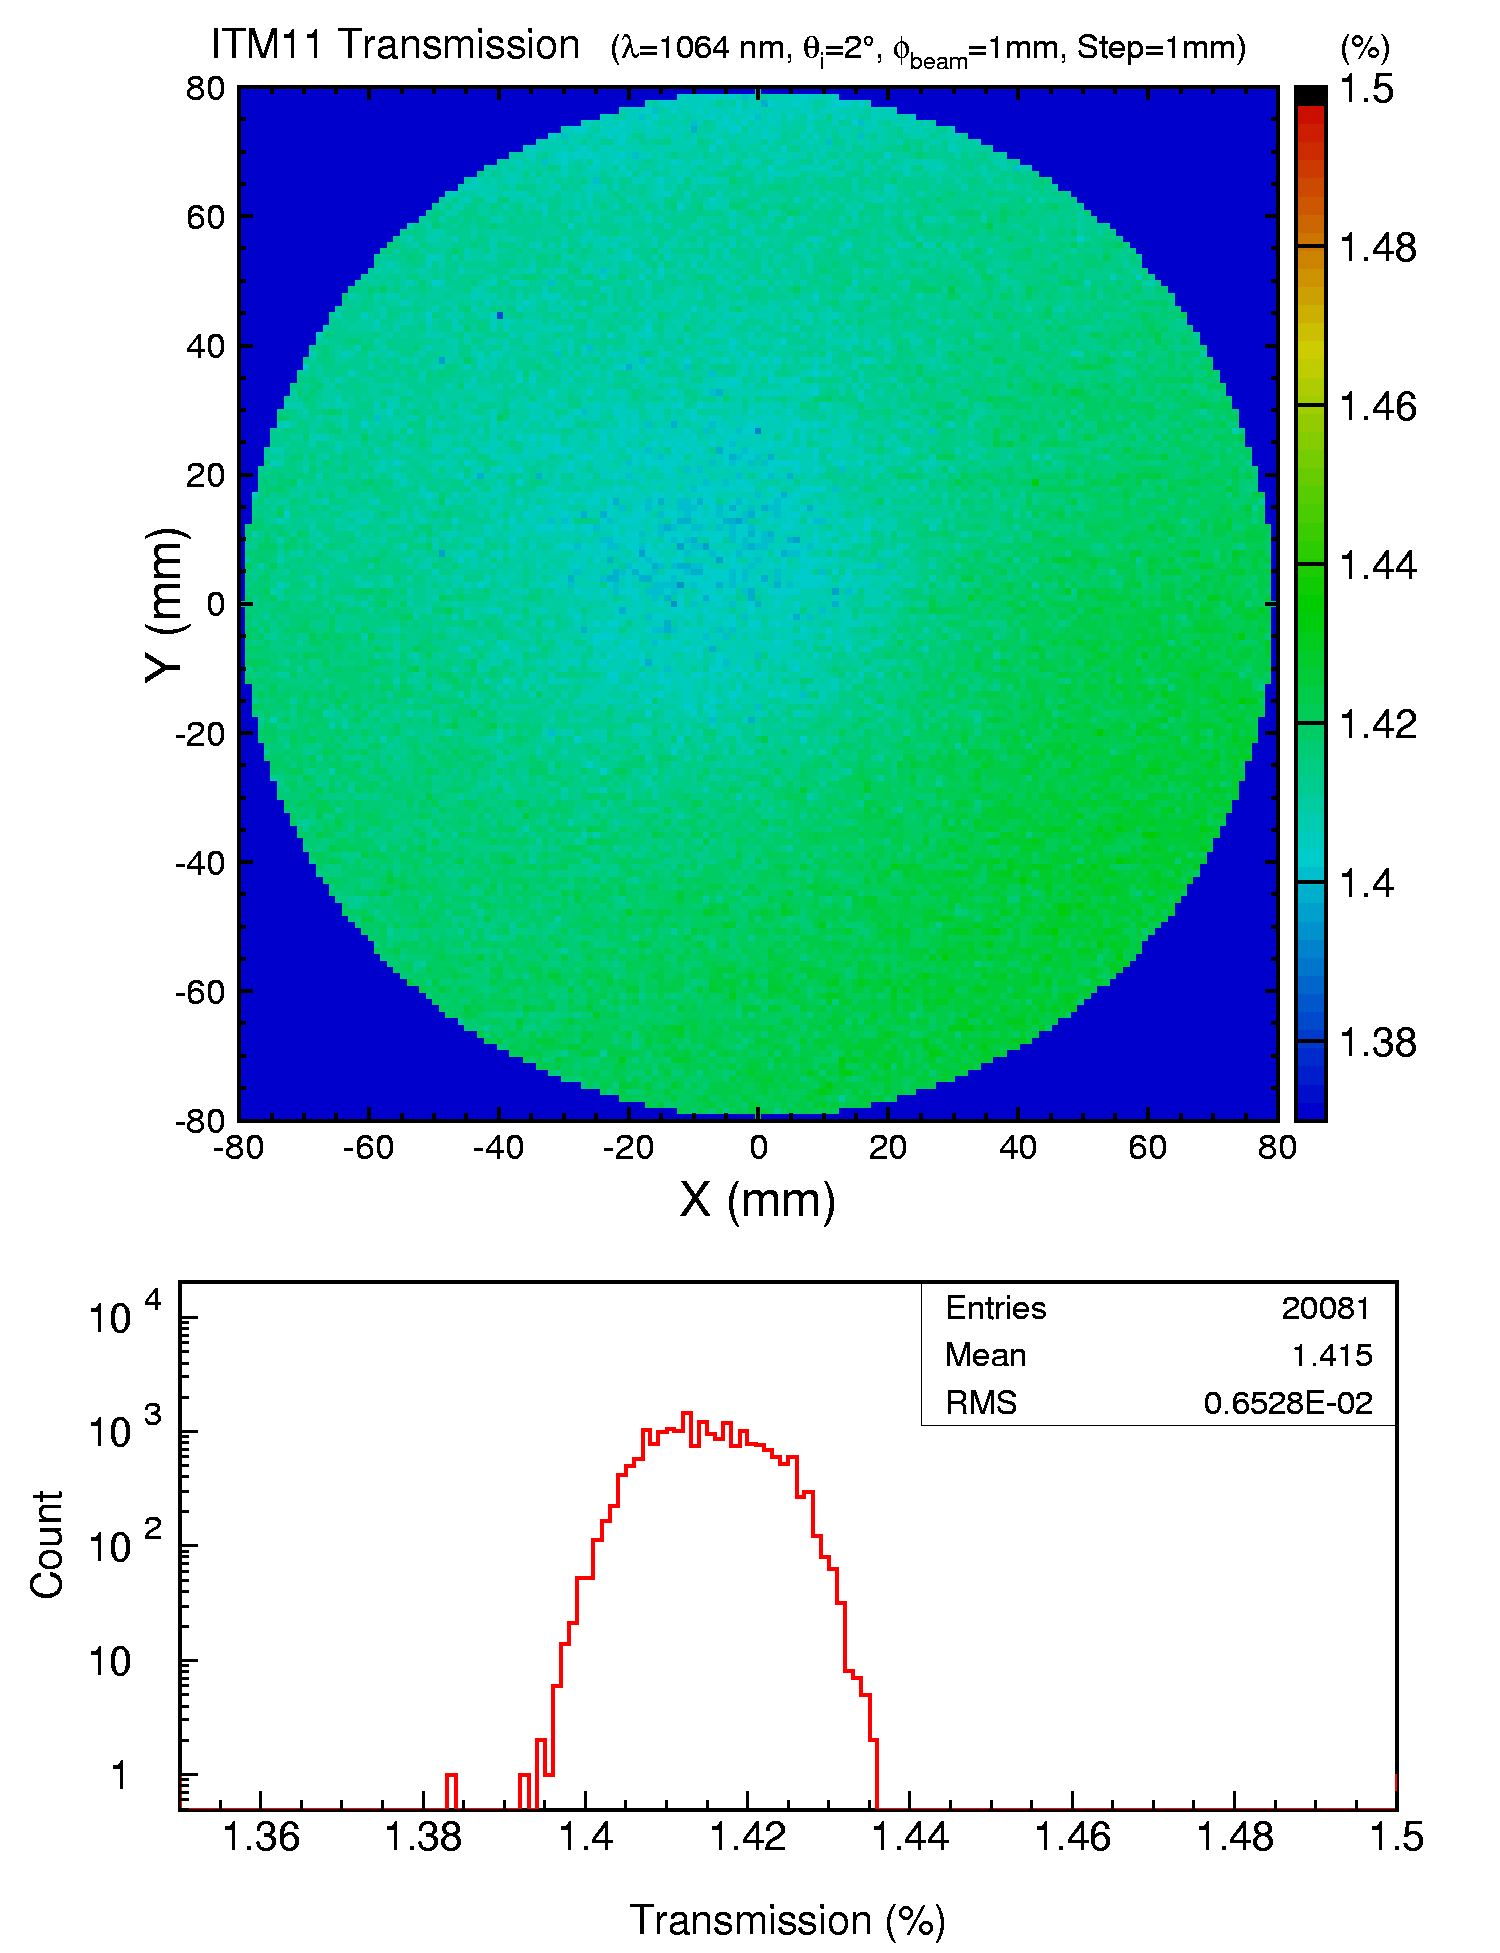 ITM11 Transmission (λ=1064 nm, θi=2°, ϕbeam=1mm, Step=1mm) (%)
80
60
40
20
0
-20
-40
-60
-80
Y (mm)
-80 -60 -40 -20 0 20 40 60 80
X (mm)
1.5
1.48
1.46
1.44
1.42
1.4
1.38
Entries 20081
Mean 1.415
RMS 0.6528E-02
10 4
10 3
10 2
10
1
Count
1.36 1.38 1.4 1.42 1.44 1.46 1.48 1.5
Transmission (%)